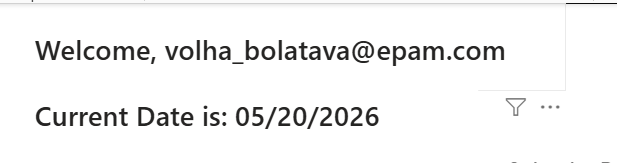 Welcome, volha_bolatava@epam.com
Current Date is: 05/20/2026